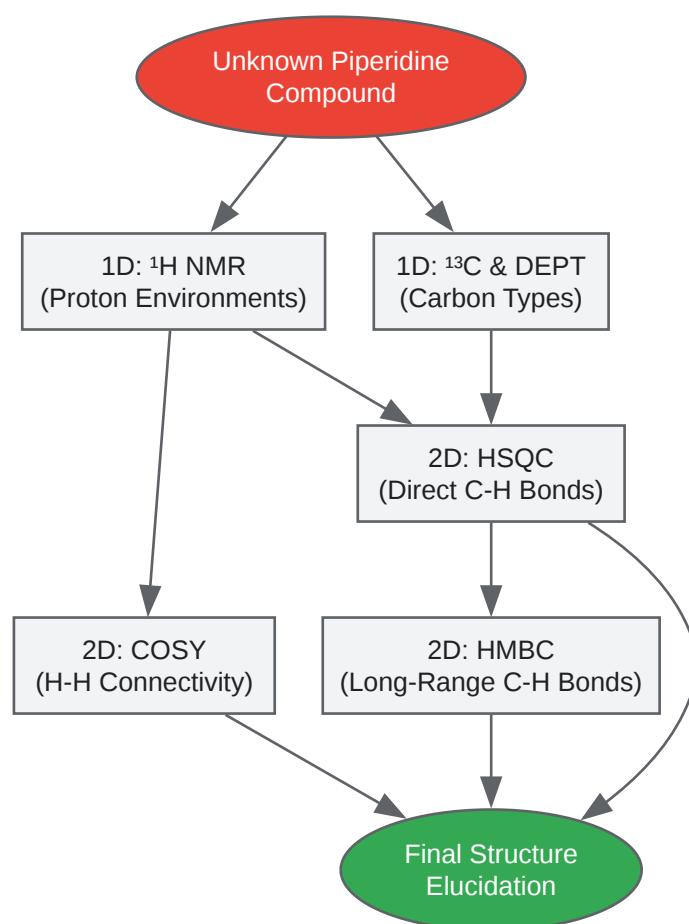 Unknown Piperidine
Compound
1D: ¹H NMR
(Proton Environments)
1D: ¹³C & DEPT
(Carbon Types)
2D: HSQC
(Direct C-H Bonds)
2D: COSY
(H-H Connectivity)
2D: HMBC
(Long-Range C-H Bonds)
Final Structure
Elucidation